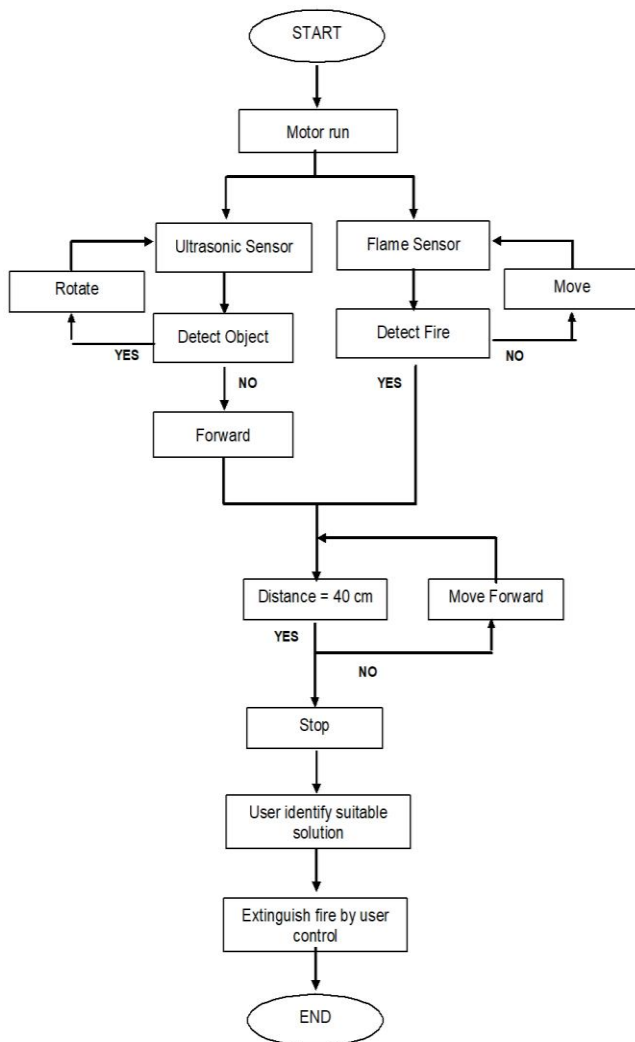 START
Motor run
Ultrasonic Sensor
Flame Sensor
Rotate
Move
Detect Object
Detect Fire
YES
NO
NO
YES
Forward
Distance = 40 cm
Move Forward
YES
NO
Stop
User identify suitable
solution
Extinguish fire by user
control
END